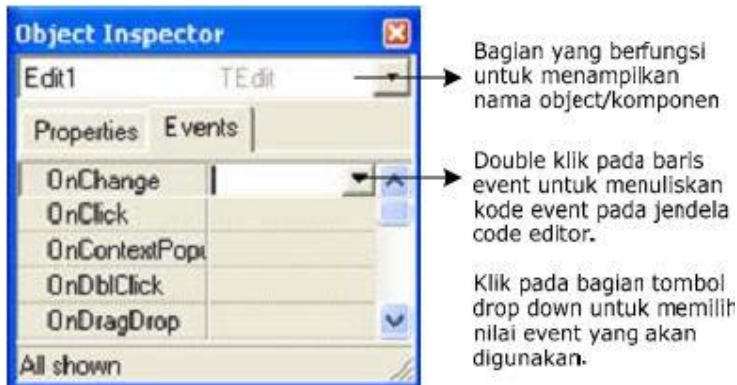 Object Inspector
Edit1 TEdit
Properties Events
OnChange
OnClick
OnContextPopu
OnDblClick
OnDragDrop
All shown
Bagian yang berfungsi
untuk menampilkan
nama object/komponen
Double klik pada baris
event untuk menuliskan
kode event pada jendela
code editor.
Klik pada bagian tombol
drop down untuk memilih
nilai event yang akan
digunakan.